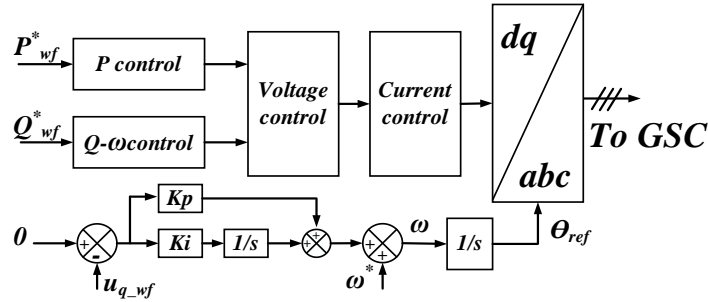 P*wf
P control
Q*wf
Q-ωcontrol
Voltage
control
Current
control
dq
abc
To GSC
Kp
0
+
-
Ki
1/s
+
+
+
+
ω
1/s
θref
uq_wf
ω*